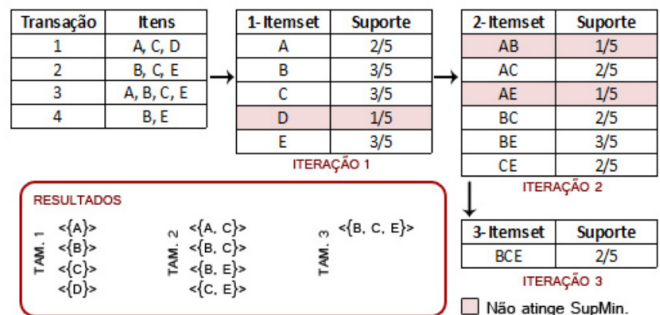 Transação Itens
1 A, C, D
2 B, C, E
3 A, B, C, E
4 B, E
1-Itemset Suporte
A 2/5
B 3/5
C 3/5
D 1/5
E 3/5
ITERAÇÃO 1
2-Itemset Suporte
AB 1/5
AC 2/5
AE 1/5
BC 2/5
BE 3/5
CE 2/5
ITERAÇÃO 2
3-Itemset Suporte
BCE 2/5
ITERAÇÃO 3
Não atinge SupMin.
RESULTADOS
TAM. 1
<{A}>
<{B}>
<{C}>
<{D}>
TAM. 2
<{A, C}>
<{B, C}>
<{B, E}>
<{C, E}>
TAM. 3
<{B, C, E}>